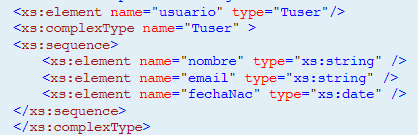 <xs:element name="usuario" type="Tuser"/>
<xs:complexType name="Tuser" >
<xs:sequence>
<xs:element name="nombre" type="xs:string" />
<xs:element name="email" type="xs:string" />
<xs:element name="fechaNac" type="xs:date" />
</xs:sequence>
</xs:complexType>